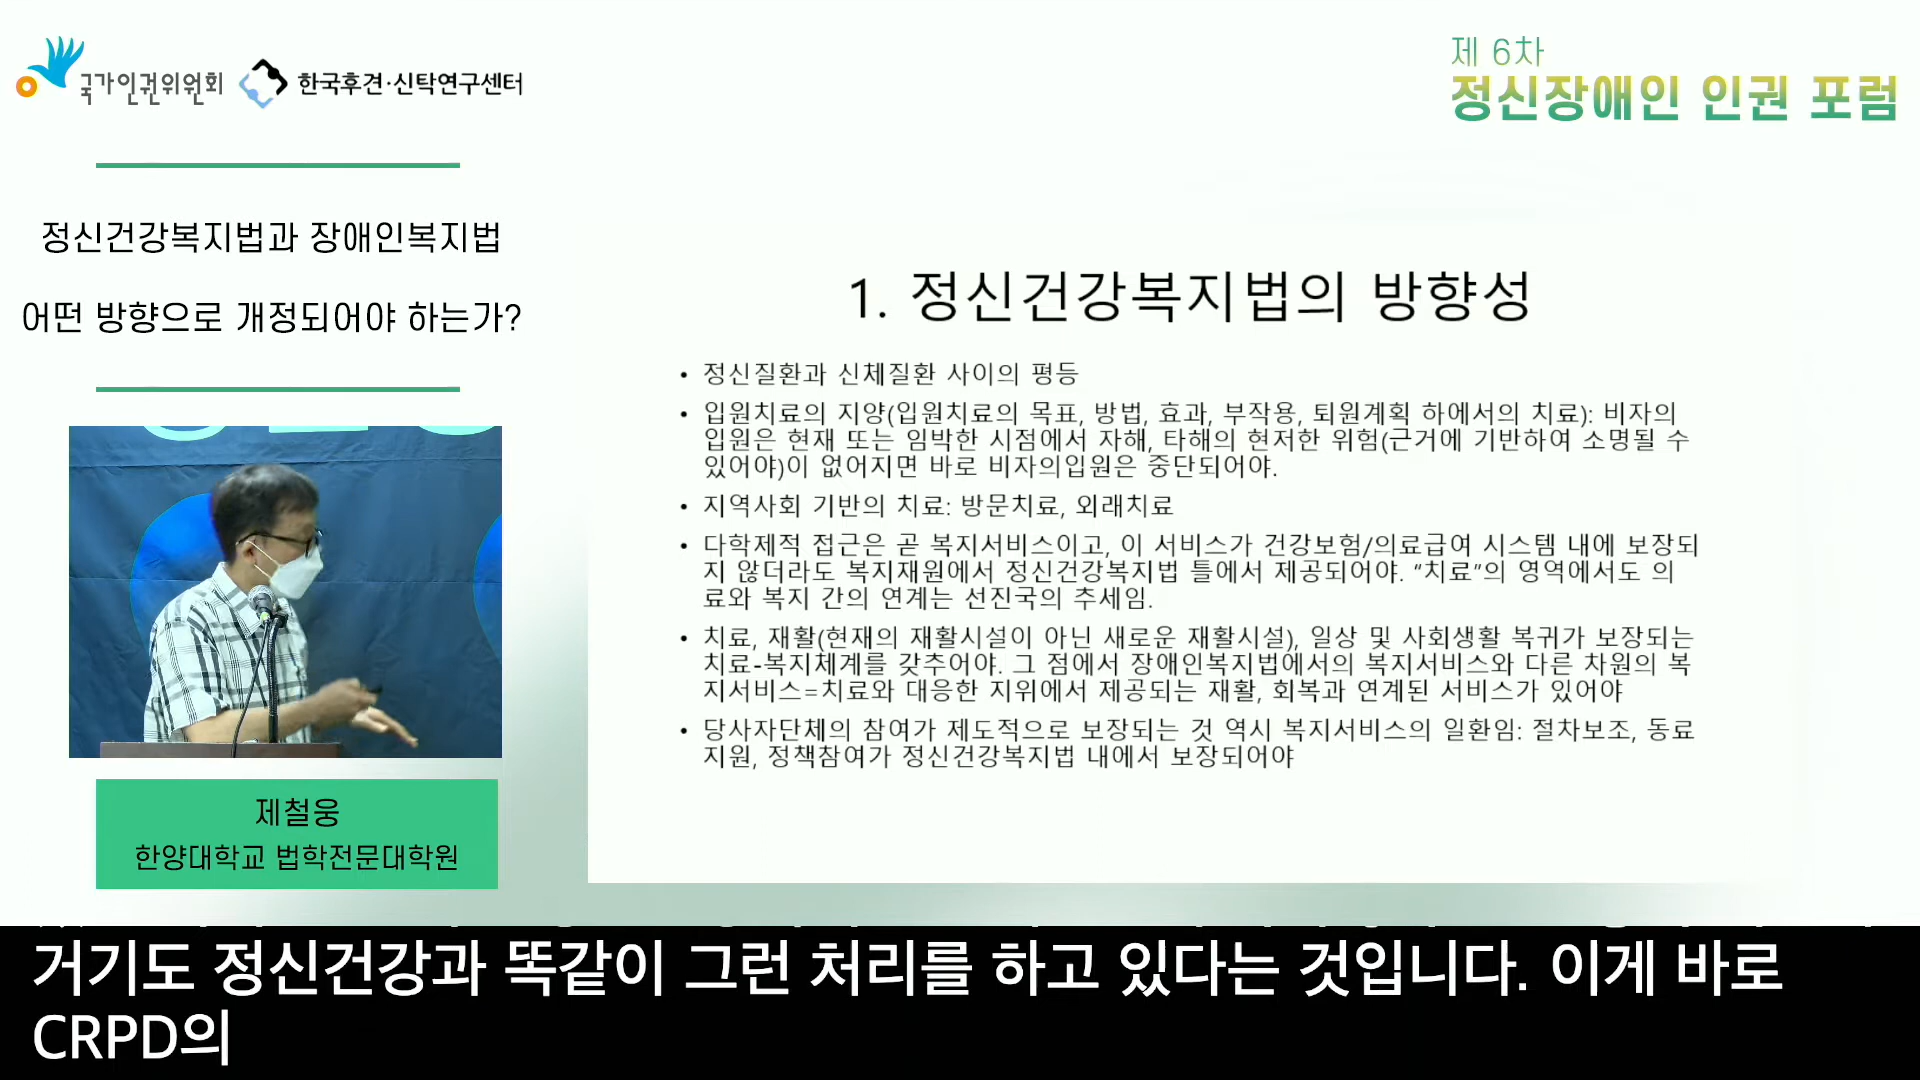 국가인권위원회
한국후견·신탁연구센터
제 6차
정신장애인 인권 포럼
정신건강복지법과 장애인복지법
어떤 방향으로 개정되어야 하는가?
1. 정신건강복지법의 방향성
• 정신질환과 신체질환 사이의 평등
• 입원치료의 지양(입원치료의 목표, 방법, 효과, 부작용, 퇴원계획 하에서의 치료): 비자의
입원은 현재 또는 임박한 시점에서 자해, 타해의 현저한 위험(근거에 기반하여 소명될 수
있어야)이 없어지면 바로 비자의입원은 중단되어야.
• 지역사회 기반의 치료: 방문치료, 외래치료
• 다학제적 접근은 곧 복지서비스이고, 이 서비스가 건강보험/의료급여 시스템 내에 보장되
지 않더라도 복지재원에서 정신건강복지법 틀에서 제공되어야. “치료”의 영역에서도 의
료와 복지 간의 연계는 선진국의 추세임.
• 치료, 재활(현재의 재활시설이 아닌 새로운 재활시설), 일상 및 사회생활 복귀가 보장되는
치료-복지체계를 갖추어야. 그 점에서 장애인복지법에서의 복지서비스와 다른 차원의 복
지서비스=치료와 대응한 지위에서 제공되는 재활, 회복과 연계된 서비스가 있어야
• 당사자단체의 참여가 제도적으로 보장되는 것 역시 복지서비스의 일환임: 절차보조, 동료
지원, 정책참여가 정신건강복지법 내에서 보장되어야
제철웅
한양대학교 법학전문대학원
거기도 정신건강과 똑같이 그런 처리를 하고 있다는 것입니다. 이게 바로
CRPD의